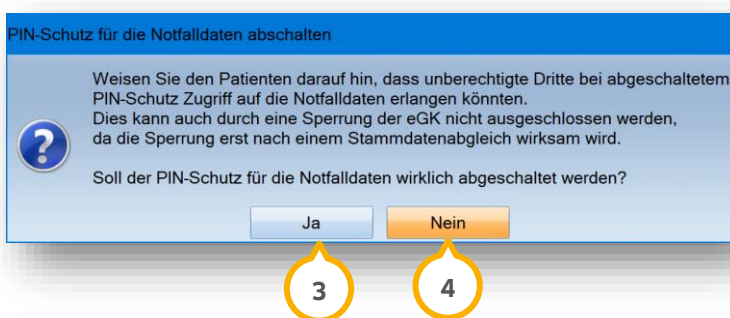 PIN-Schutz für die Notfalldaten abschalten
Weisen Sie den Patienten darauf hin, dass unberechtigte Dritte bei abgeschaltetem
PIN-Schutz Zugriff auf die Notfalldaten erlangen könnten.
Dies kann auch durch eine Sperrung der eGK nicht ausgeschlossen werden,
da die Sperrung erst nach einem Stammdatenabgleich wirksam wird.
Soll der PIN-Schutz für die Notfalldaten wirklich abgeschaltet werden?
Ja Nein
3 4